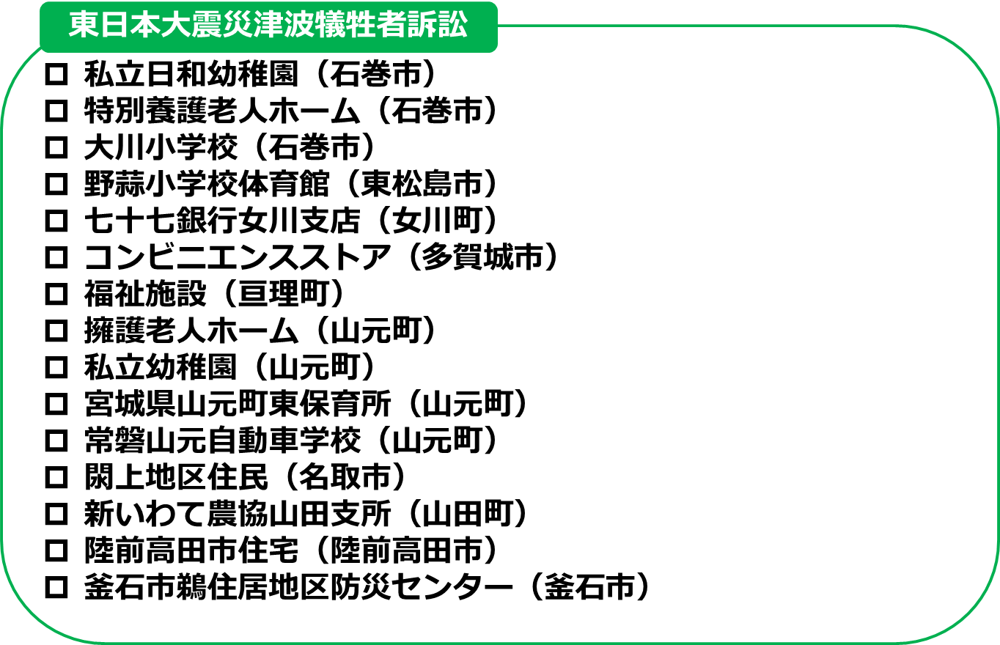 東日本大震災津波犠牲者訴訟
□ 私立日和幼稚園（石巻市）
□ 特別養護老人ホーム（石巻市）
□ 大川小学校（石巻市）
□ 野蒜小学校体育館（東松島市）
□ 七十七銀行女川支店（女川町）
□ コンビニエンスストア（多賀城市）
□ 福祉施設（亘理町）
□ 擁護老人ホーム（山元町）
□ 私立幼稚園（山元町）
□ 宮城県山元町東保育所（山元町）
□ 常磐山元自動車学校（山元町）
□ 閖上地区住民（名取市）
□ 新いわて農協山田支所（山田町）
□ 陸前高田市住宅（陸前高田市）
□ 釜石市鵜住居地区防災センター（釜石市）